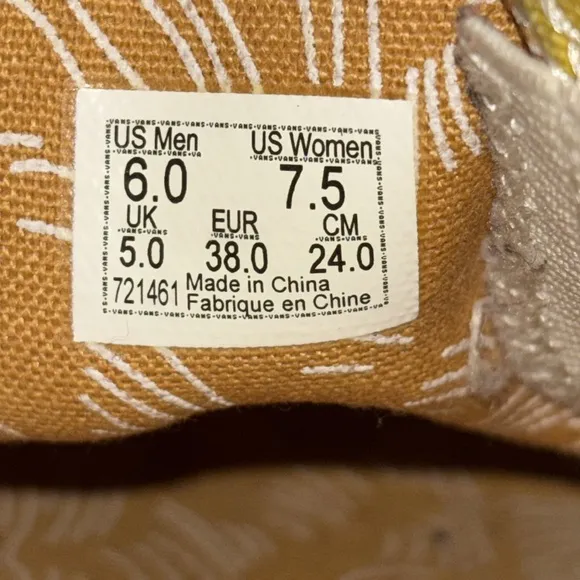 US Men US Women
6.0 7.5
UK EUR CM
5.0 38.0 24.0
721461 Made in China
Fabrique en Chine